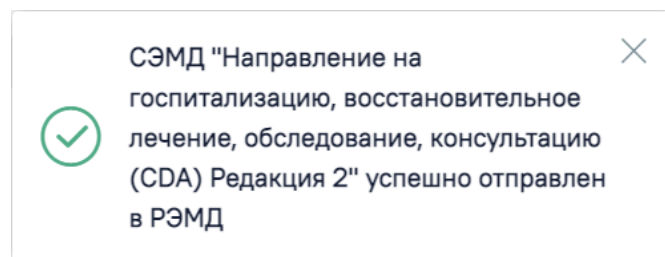 СЭМД "Направление на
госпитализацию, восстановительное
лечение, обследование, консультацию
(CDA) Редакция 2" успешно отправлен
в РЭМД